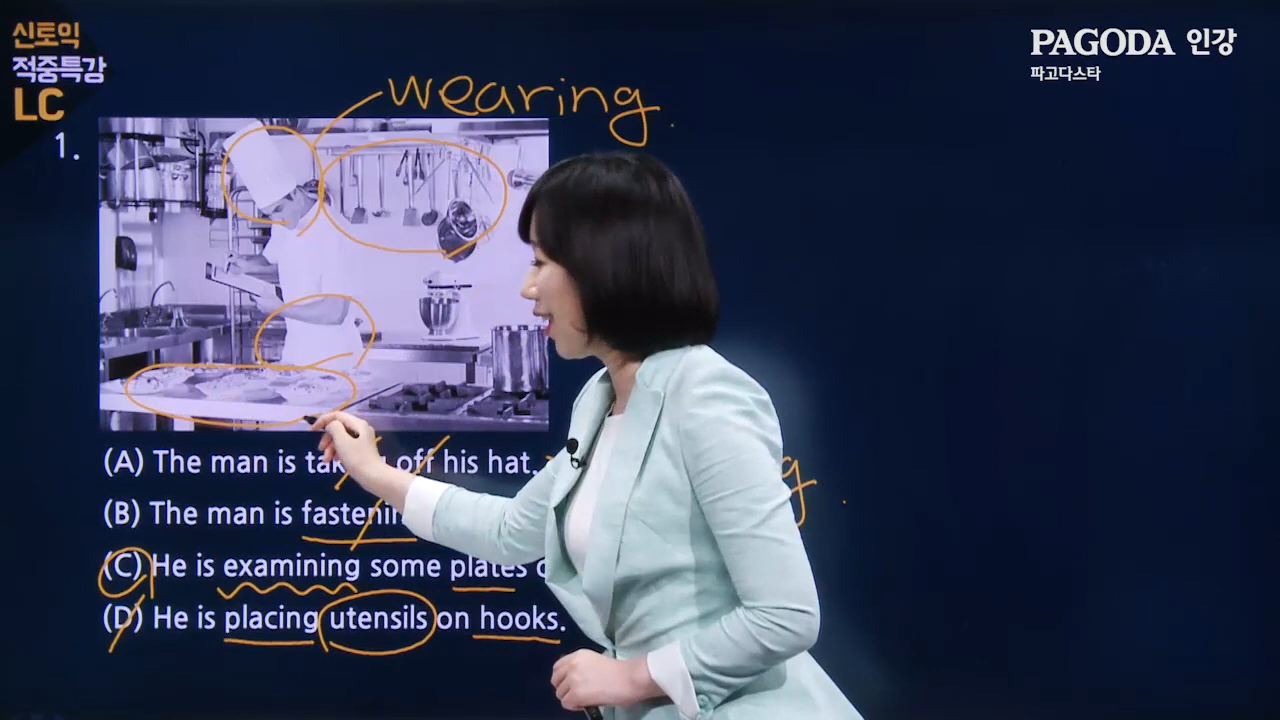 신토익
적중특강
LC
PAGODA 인강
파고다스타
wearing.
1.
(A) The man is off his hat.
(B) The man is
(C) He is examining some plates
(D) He is placing utensils on hooks.